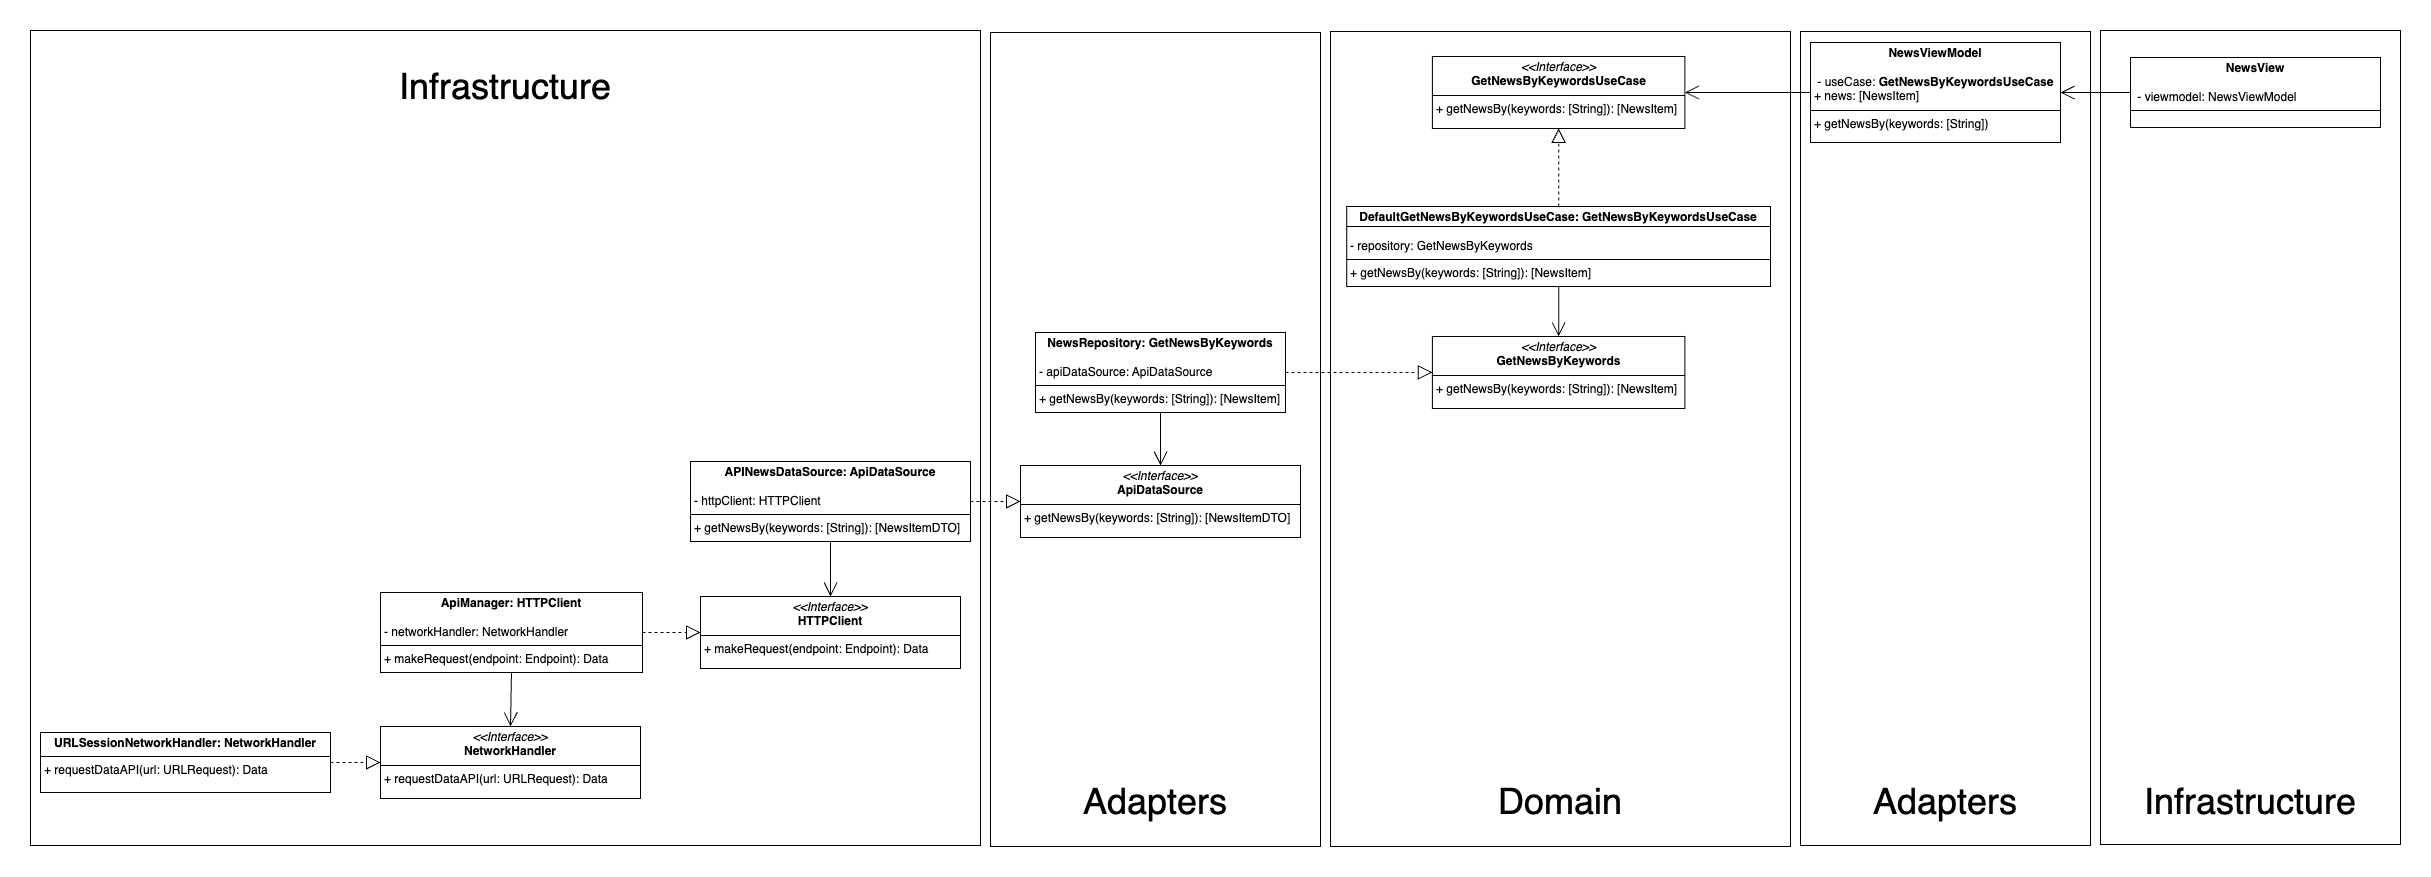 Infrastructure
URLSessionNetworkHandler: NetworkHandler
+ requestDataAPI(url: URLRequest): Data
ApiManager: HTTPClient
- networkHandler: NetworkHandler
+ makeRequest(endpoint: Endpoint): Data
<<Interface>>
NetworkHandler
+ requestDataAPI(url: URLRequest): Data
APINewsDataSource: ApiDataSource
- httpClient: HTTPClient
+ getNewsBy(keywords: [String]): [NewsItemDTO]
<<Interface>>
HTTPClient
+ makeRequest(endpoint: Endpoint): Data
NewsRepository: GetNewsByKeywords
- apiDataSource: ApiDataSource
+ getNewsBy(keywords: [String]): [NewsItem]
<<Interface>>
ApiDataSource
+ getNewsBy(keywords: [String]): [NewsItemDTO]
Adapters
<<Interface>>
GetNewsByKeywordsUseCase
+ getNewsBy(keywords: [String]): [NewsItem]
DefaultGetNewsByKeywordsUseCase: GetNewsByKeywordsUseCase
- repository: GetNewsByKeywords
+ getNewsBy(keywords: [String]): [NewsItem]
<<Interface>>
GetNewsByKeywords
+ getNewsBy(keywords: [String]): [NewsItem]
Domain
NewsViewModel
- useCase: GetNewsByKeywordsUseCase
+ news: [NewsItem]
+ getNewsBy(keywords: [String])
Adapters
NewsView
- viewmodel: NewsViewModel
Infrastructure